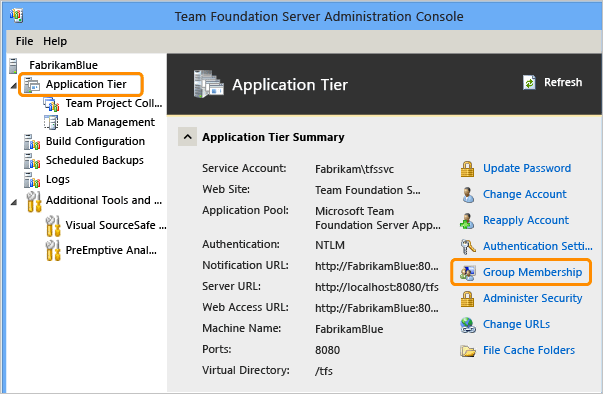 Team Foundation Server Administration Console
File Help
FabrikamBlue
Application Tier
Team Project Coll...
Lab Management
Build Configuration
Scheduled Backups
Logs
Additional Tools and ...
Visual SourceSafe ...
PreEmptive Anal...
Application Tier
Refresh
Application Tier Summary
Service Account: Fabrikam\tfssvc
Web Site: Team Foundation S...
Application Pool: Microsoft Team
Foundation Server App...
Authentication: NTLM
Notification URL: http://FabrikamBlue:80...
Server URL: http://localhost:8080/tfs
Web Access URL: http://FabrikamBlue:80...
Machine Name: FabrikamBlue
Ports: 8080
Virtual Directory: /tfs
Update Password
Change Account
Reapply Account
Authentication Setti...
Group Membership
Administer Security
Change URLs
File Cache Folders